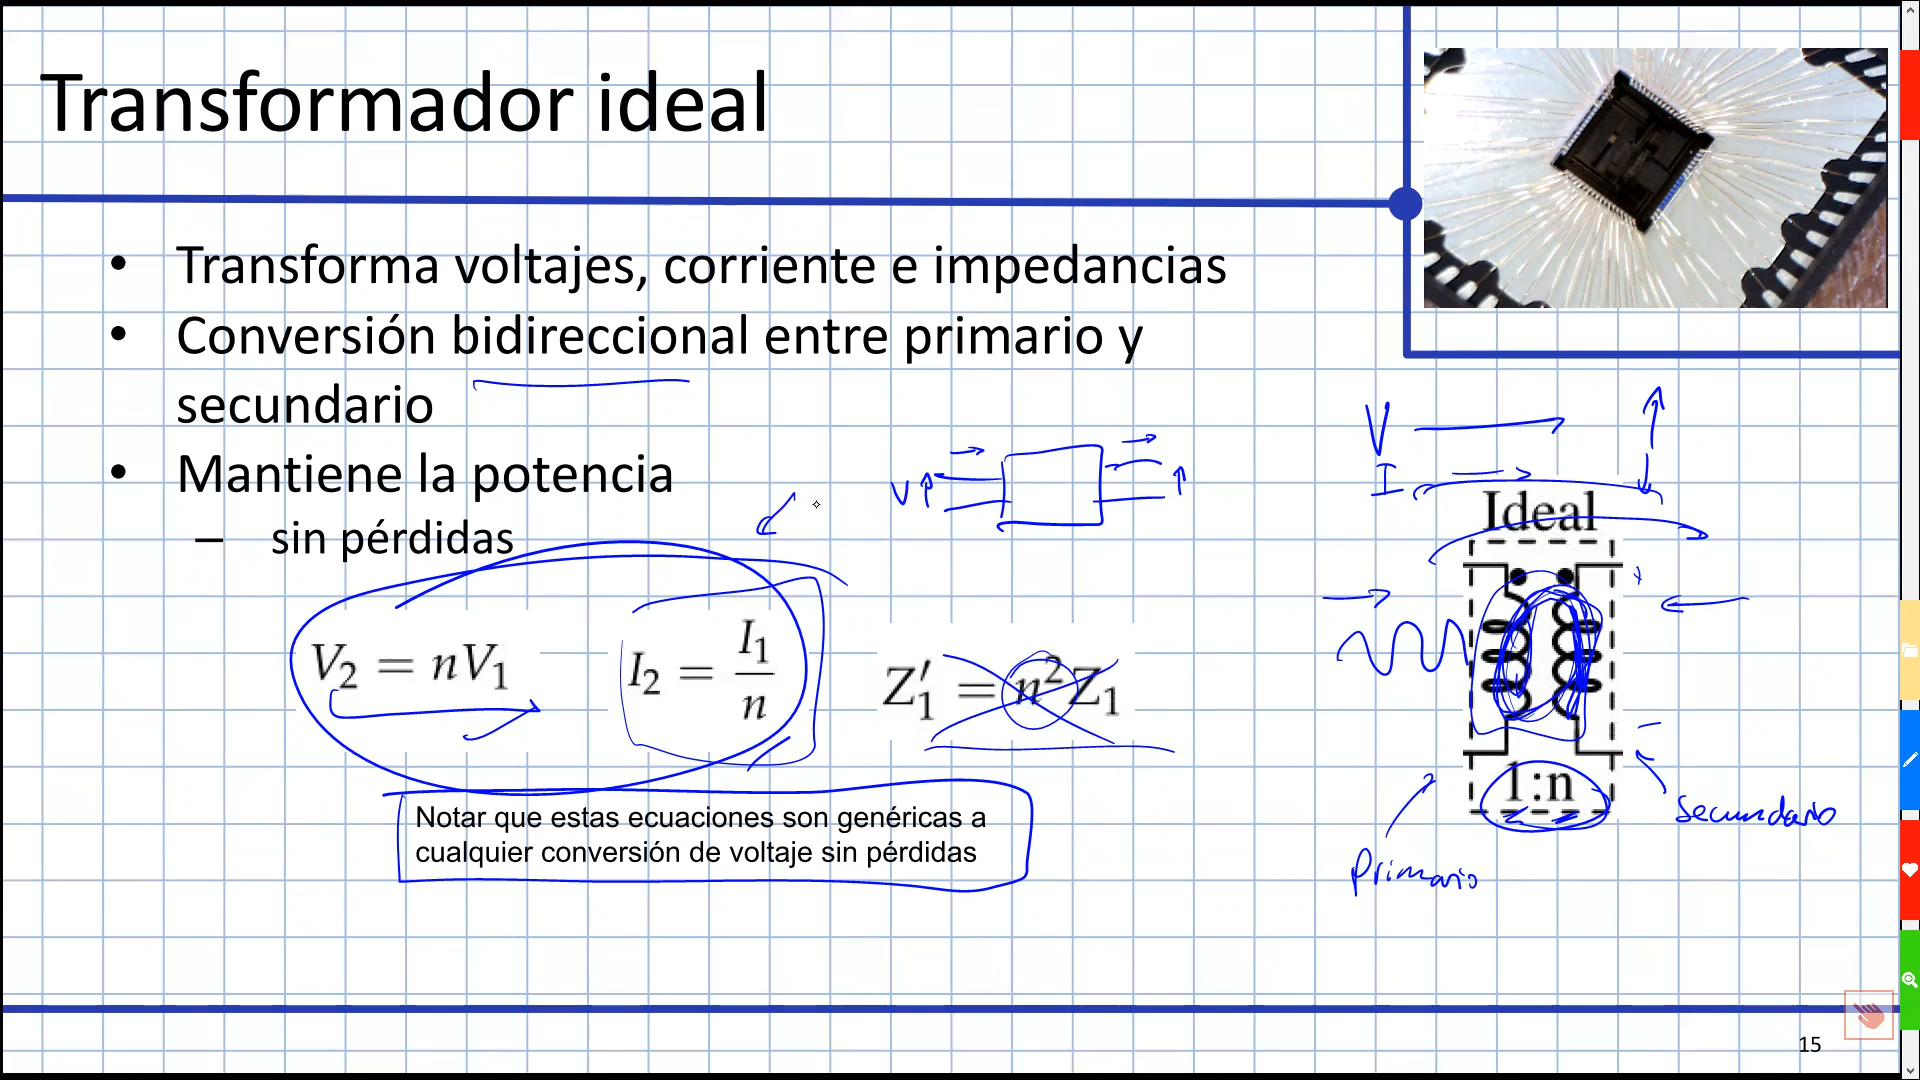 Transformador ideal
• Transforma voltajes, corriente e impedancias
• Conversión bidireccional entre primario y
secundario
• Mantiene la potencia
– sin pérdidas
V
V
I
Ideal
V₂ = nV₁
I₂ = I₁/n
Z₁′ = n²Z₁
+
−
1:n
Notar que estas ecuaciones son genéricas a
cualquier conversión de voltaje sin pérdidas
Primario
Secundario
15